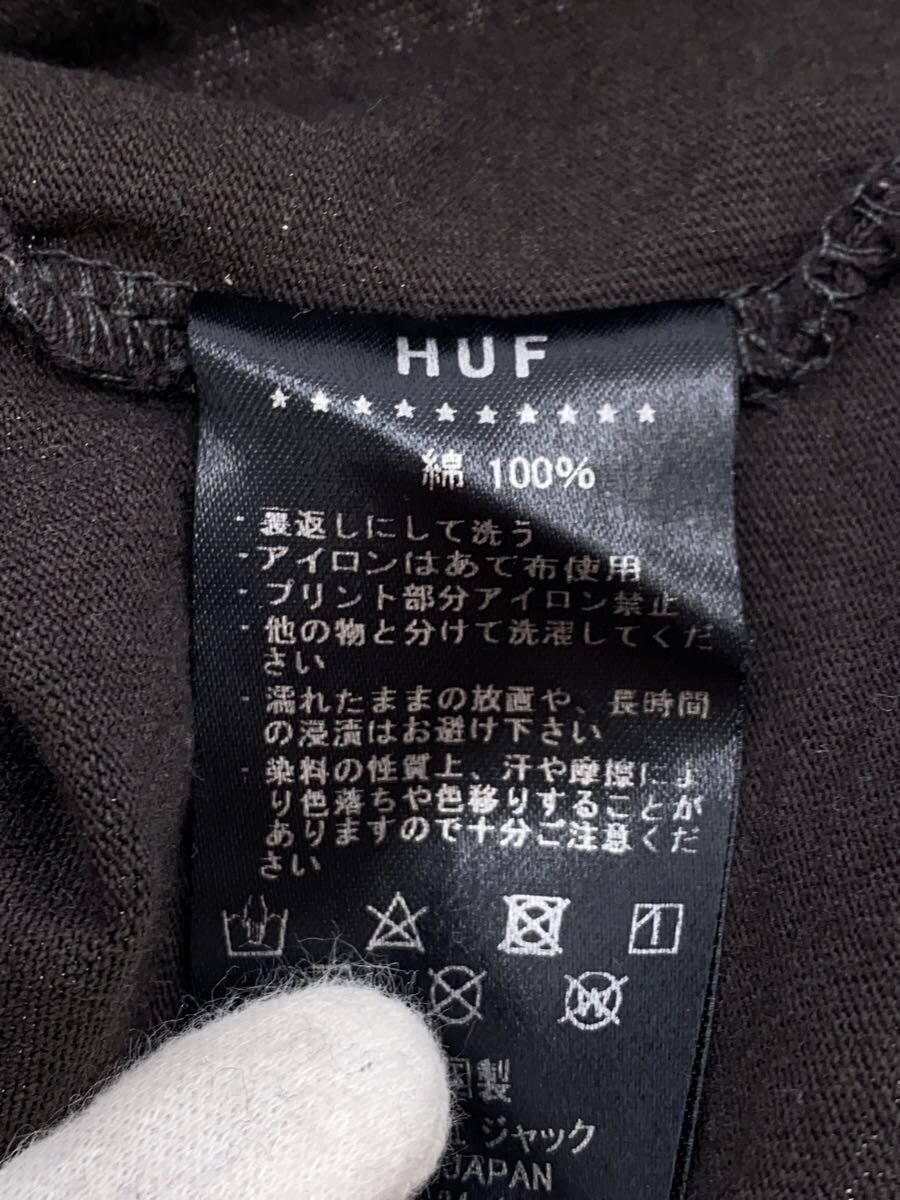 HUF
綿 100%
・裏返しにして洗う
・アイロンはあて布使用
・プリント部分アイロン禁止
・他の物と分けて洗濯してくだ
さい
・濡れたままの放置や、長時間
の浸漬はお避け下さい
・染料の性質上、汗や摩擦によ
り色落ちや色移りすることが
ありますので十分ご注意くだ
さい
W
国製
ジャック
JAPAN